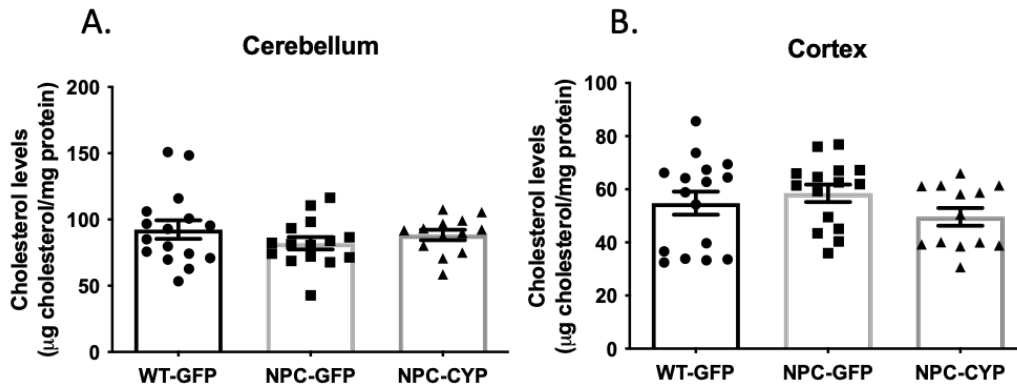 A.
Cerebellum
Cholesterol levels
(µg cholesterol/mg protein)
200
150
100
50
0
WT-GFP NPC-GFP NPC-CYP
B.
Cortex
Cholesterol levels
(µg cholesterol/mg protein)
100
80
60
40
20
0
WT-GFP NPC-GFP NPC-CYP